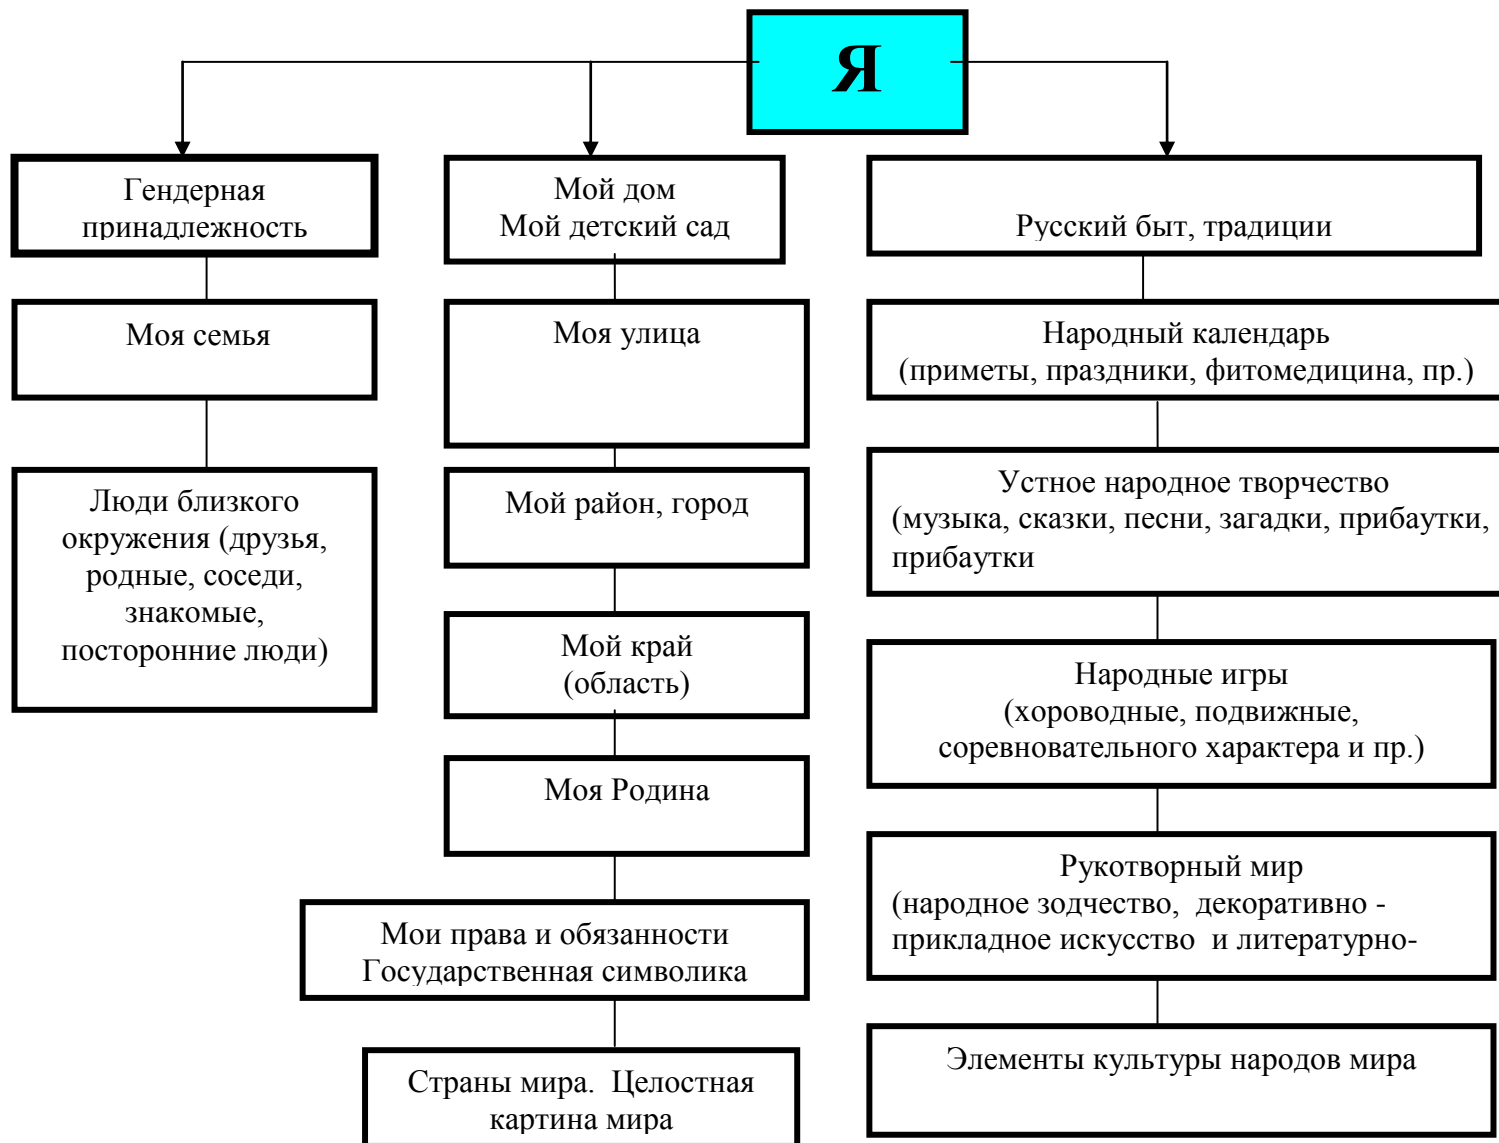 Я
Гендерная
принадлежность
Моя семья
Люди близкого
окружения (друзья,
родные, соседи,
знакомые,
посторонние люди)
Мой дом
Мой детский сад
Моя улица
Мой район, город
Мой край
(область)
Моя Родина
Мои права и обязанности
Государственная символика
Страны мира. Целостная
картина мира
Русский быт, традиции
Народный календарь
(приметы, праздники, фитомедицина, пр.)
Устное народное творчество
(музыка, сказки, песни, загадки, прибаутки,
прибаутки
Народные игры
(хороводные, подвижные,
соревновательного характера и пр.)
Рукотворный мир
(народное зодчество, декоративно -
прикладное искусство и литературно-
Элементы культуры народов мира